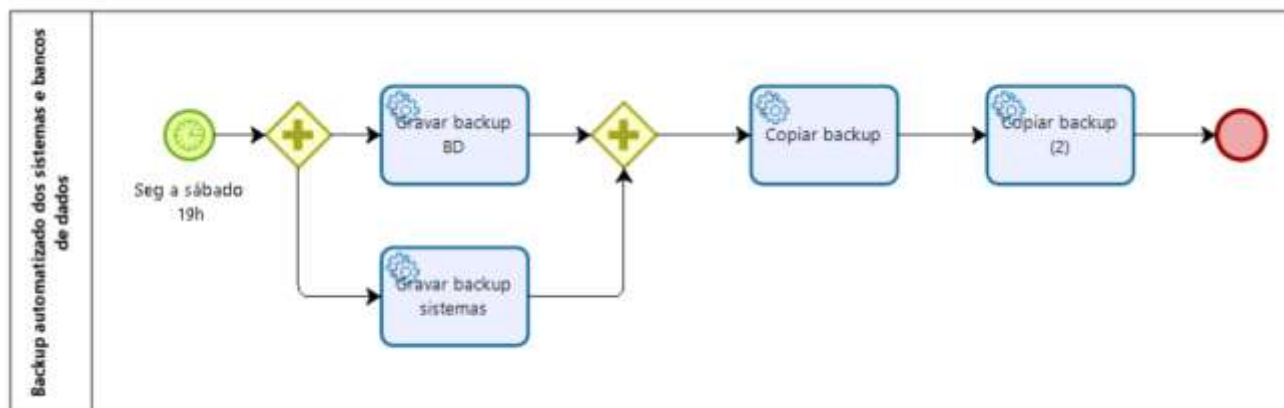 Backup automatizado dos sistemas e bancos
de dados
Seg a sábado
19h
Gravar backup
BD
Gravar backup
sistemas
Copiar backup
Copiar backup
(2)